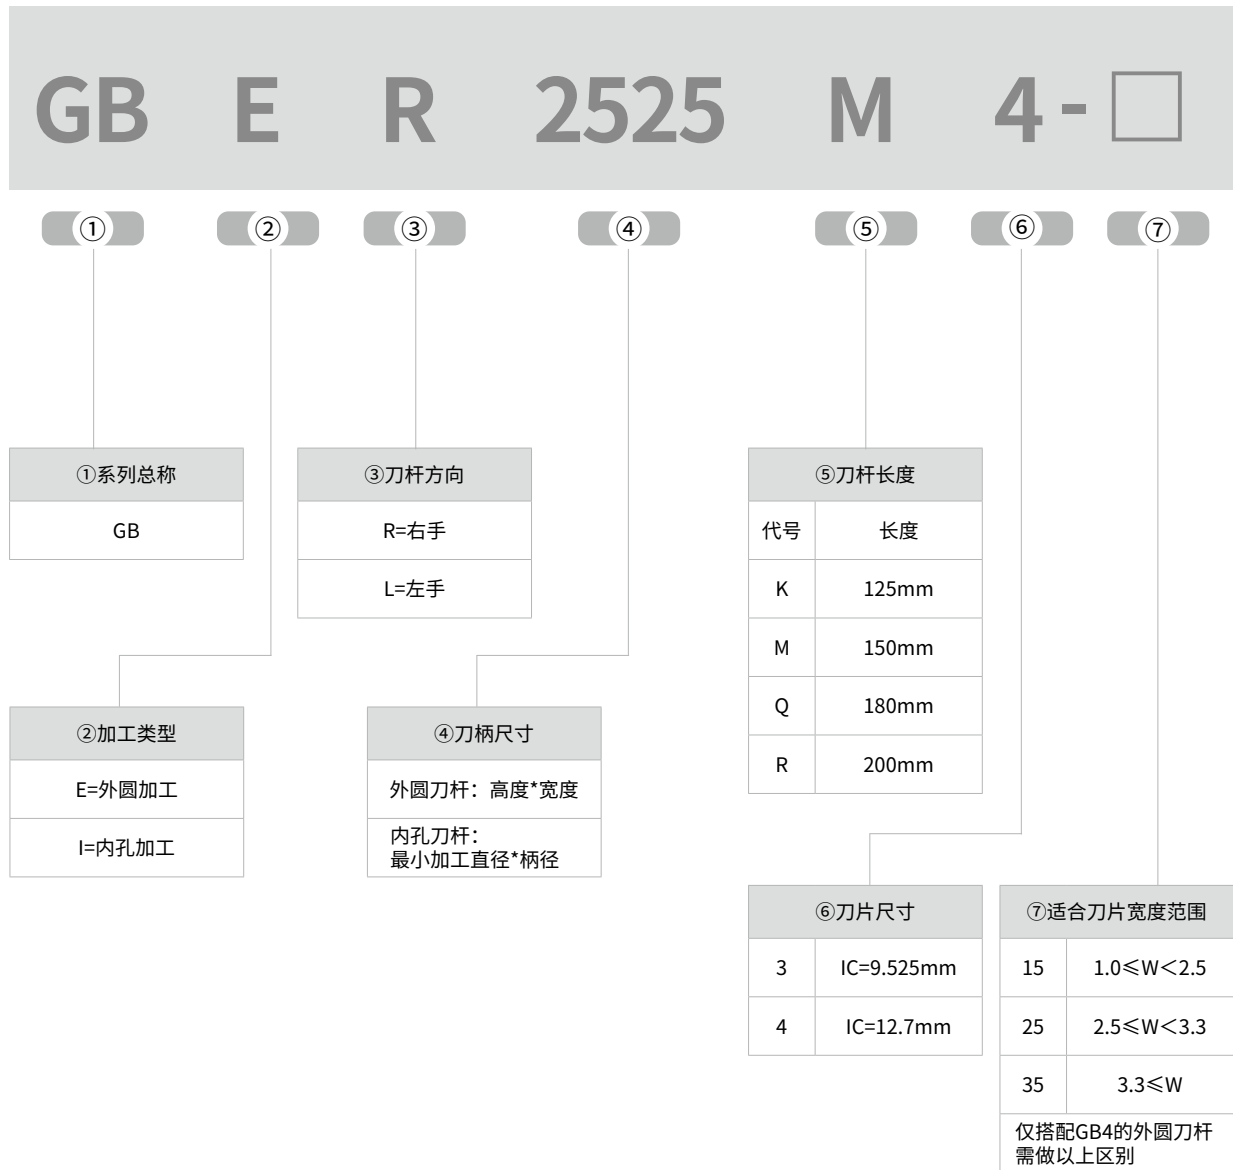 GB E R 2525 M 4-□
① ② ③ ④ ⑤ ⑥ ⑦
①系列总称
GB
③刀杆方向
R=右手
L=左手
⑤刀杆长度
代号 长度
K 125mm
M 150mm
Q 180mm
R 200mm
②加工类型
E=外圆加工
I=内孔加工
④刀柄尺寸
外圆刀杆：高度*宽度
内孔刀杆：
最小加工直径*柄径
⑥刀片尺寸
3 IC=9.525mm
4 IC=12.7mm
⑦适合刀片宽度范围
15 1.0≤W＜2.5
25 2.5≤W＜3.3
35 3.3≤W
仅搭配GB4的外圆刀杆
需做以上区别